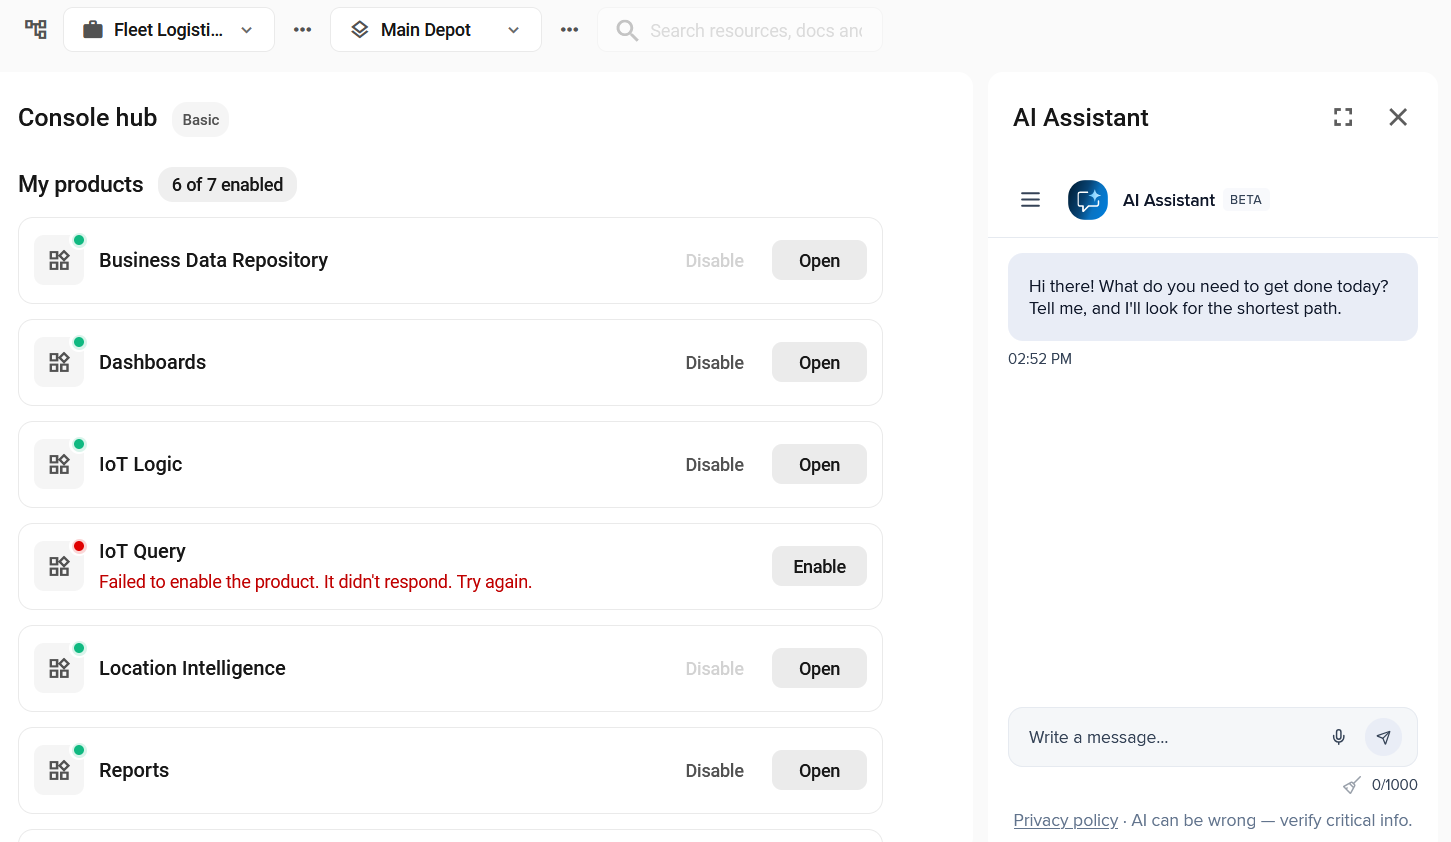 Fleet Logisti...
Main Depot
Search resources, docs and
Console hub
Basic
My products
6 of 7 enabled
Business Data Repository
Disable
Open
Dashboards
Disable
Open
IoT Logic
Disable
Open
IoT Query
Failed to enable the product. It didn't respond. Try again.
Enable
Location Intelligence
Disable
Open
Reports
Disable
Open
AI Assistant
AI Assistant
BETA
Hi there! What do you need to get done today?
Tell me, and I'll look for the shortest path.
02:52 PM
Write a message...
0/1000
Privacy policy · AI can be wrong — verify critical info.